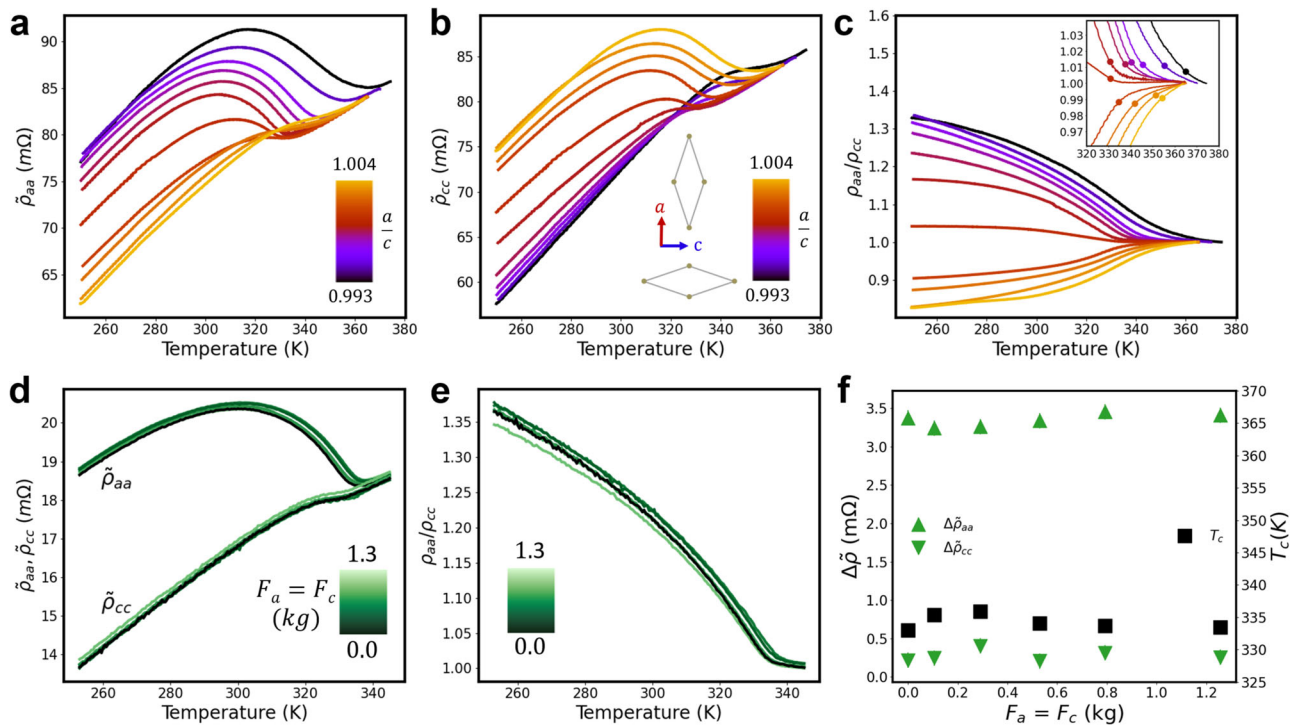 a
90
85
80
75
70
65
ρ̃aa (mΩ)
1.004
a
c
0.993
260 280 300 320 340 360 380
Temperature (K)
b
85
80
75
70
65
60
ρ̃cc (mΩ)
a
c
1.004
a
c
0.993
260 280 300 320 340 360 380
Temperature (K)
c
1.6
1.5
1.4
1.3
1.2
1.1
1.0
0.9
ρaa/ρcc
1.04
1.03
1.02
1.01
1.00
0.99
0.98
0.97
320 330 340 350 360 370 380
260 280 300 320 340 360 380
Temperature (K)
d
20
19
18
17
16
15
14
ρ̃aa, ρ̃cc (mΩ)
ρ̃aa
ρ̃cc
1.3
Fa = Fc
(kg)
0.0
260 280 300 320 340
Temperature (K)
e
1.35
1.30
1.25
1.20
1.15
1.10
1.05
1.00
ρaa/ρcc
1.3
0.0
260 280 300 320 340
Temperature (K)
f
3.5
3.0
2.5
2.0
1.5
1.0
0.5
0.0
Δρ̃ (mΩ)
Δρ̃aa
Δρ̃cc
Tc
370
365
360
355
350
345
340
335
330
325
Tc(K)
0.0 0.2 0.4 0.6 0.8 1.0 1.2
Fa = Fc (kg)